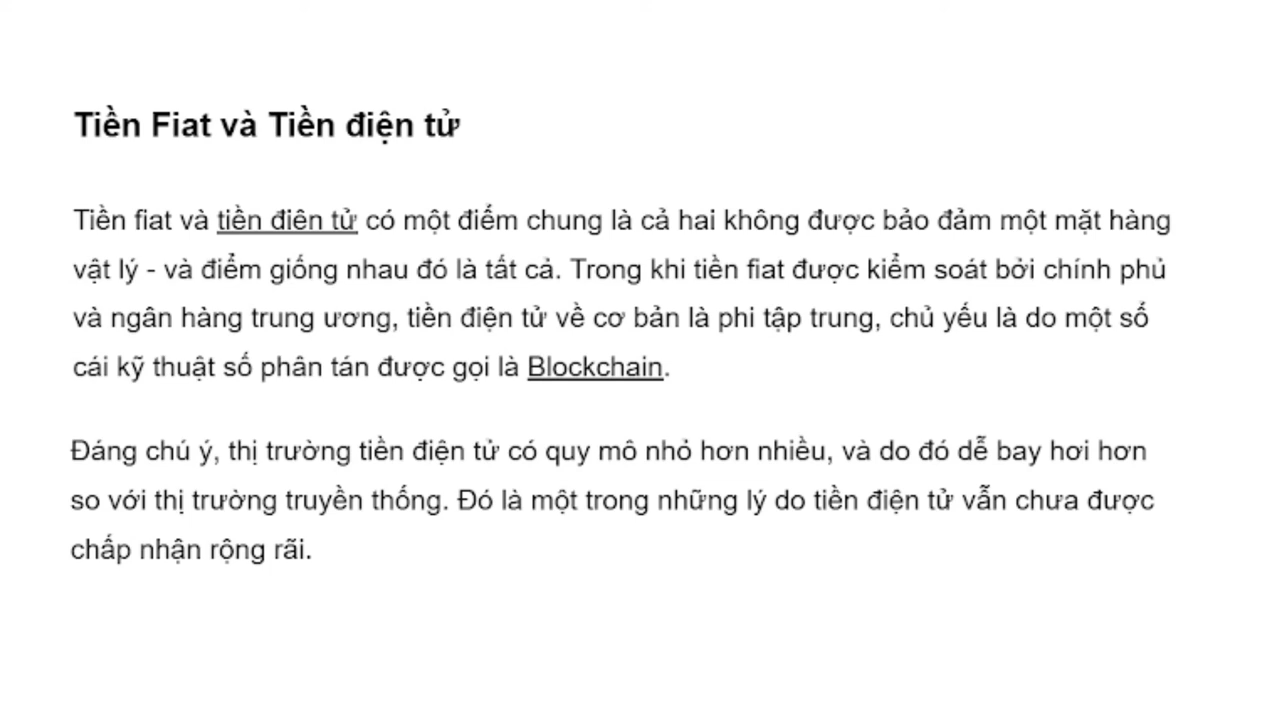 Tiền Fiat và Tiền điện tử
Tiền fiat và tiền điện tử có một điểm chung là cả hai không được bảo đảm một mặt hàng
vật lý - và điểm giống nhau đó là tất cả. Trong khi tiền fiat được kiểm soát bởi chính phủ
và ngân hàng trung ương, tiền điện tử về cơ bản là phi tập trung, chủ yếu là do một số
cái kỹ thuật số phân tán được gọi là Blockchain.
Đáng chú ý, thị trường tiền điện tử có quy mô nhỏ hơn nhiều, và do đó dễ bay hơi hơn
so với thị trường truyền thống. Đó là một trong những lý do tiền điện tử vẫn chưa được
chấp nhận rộng rãi.